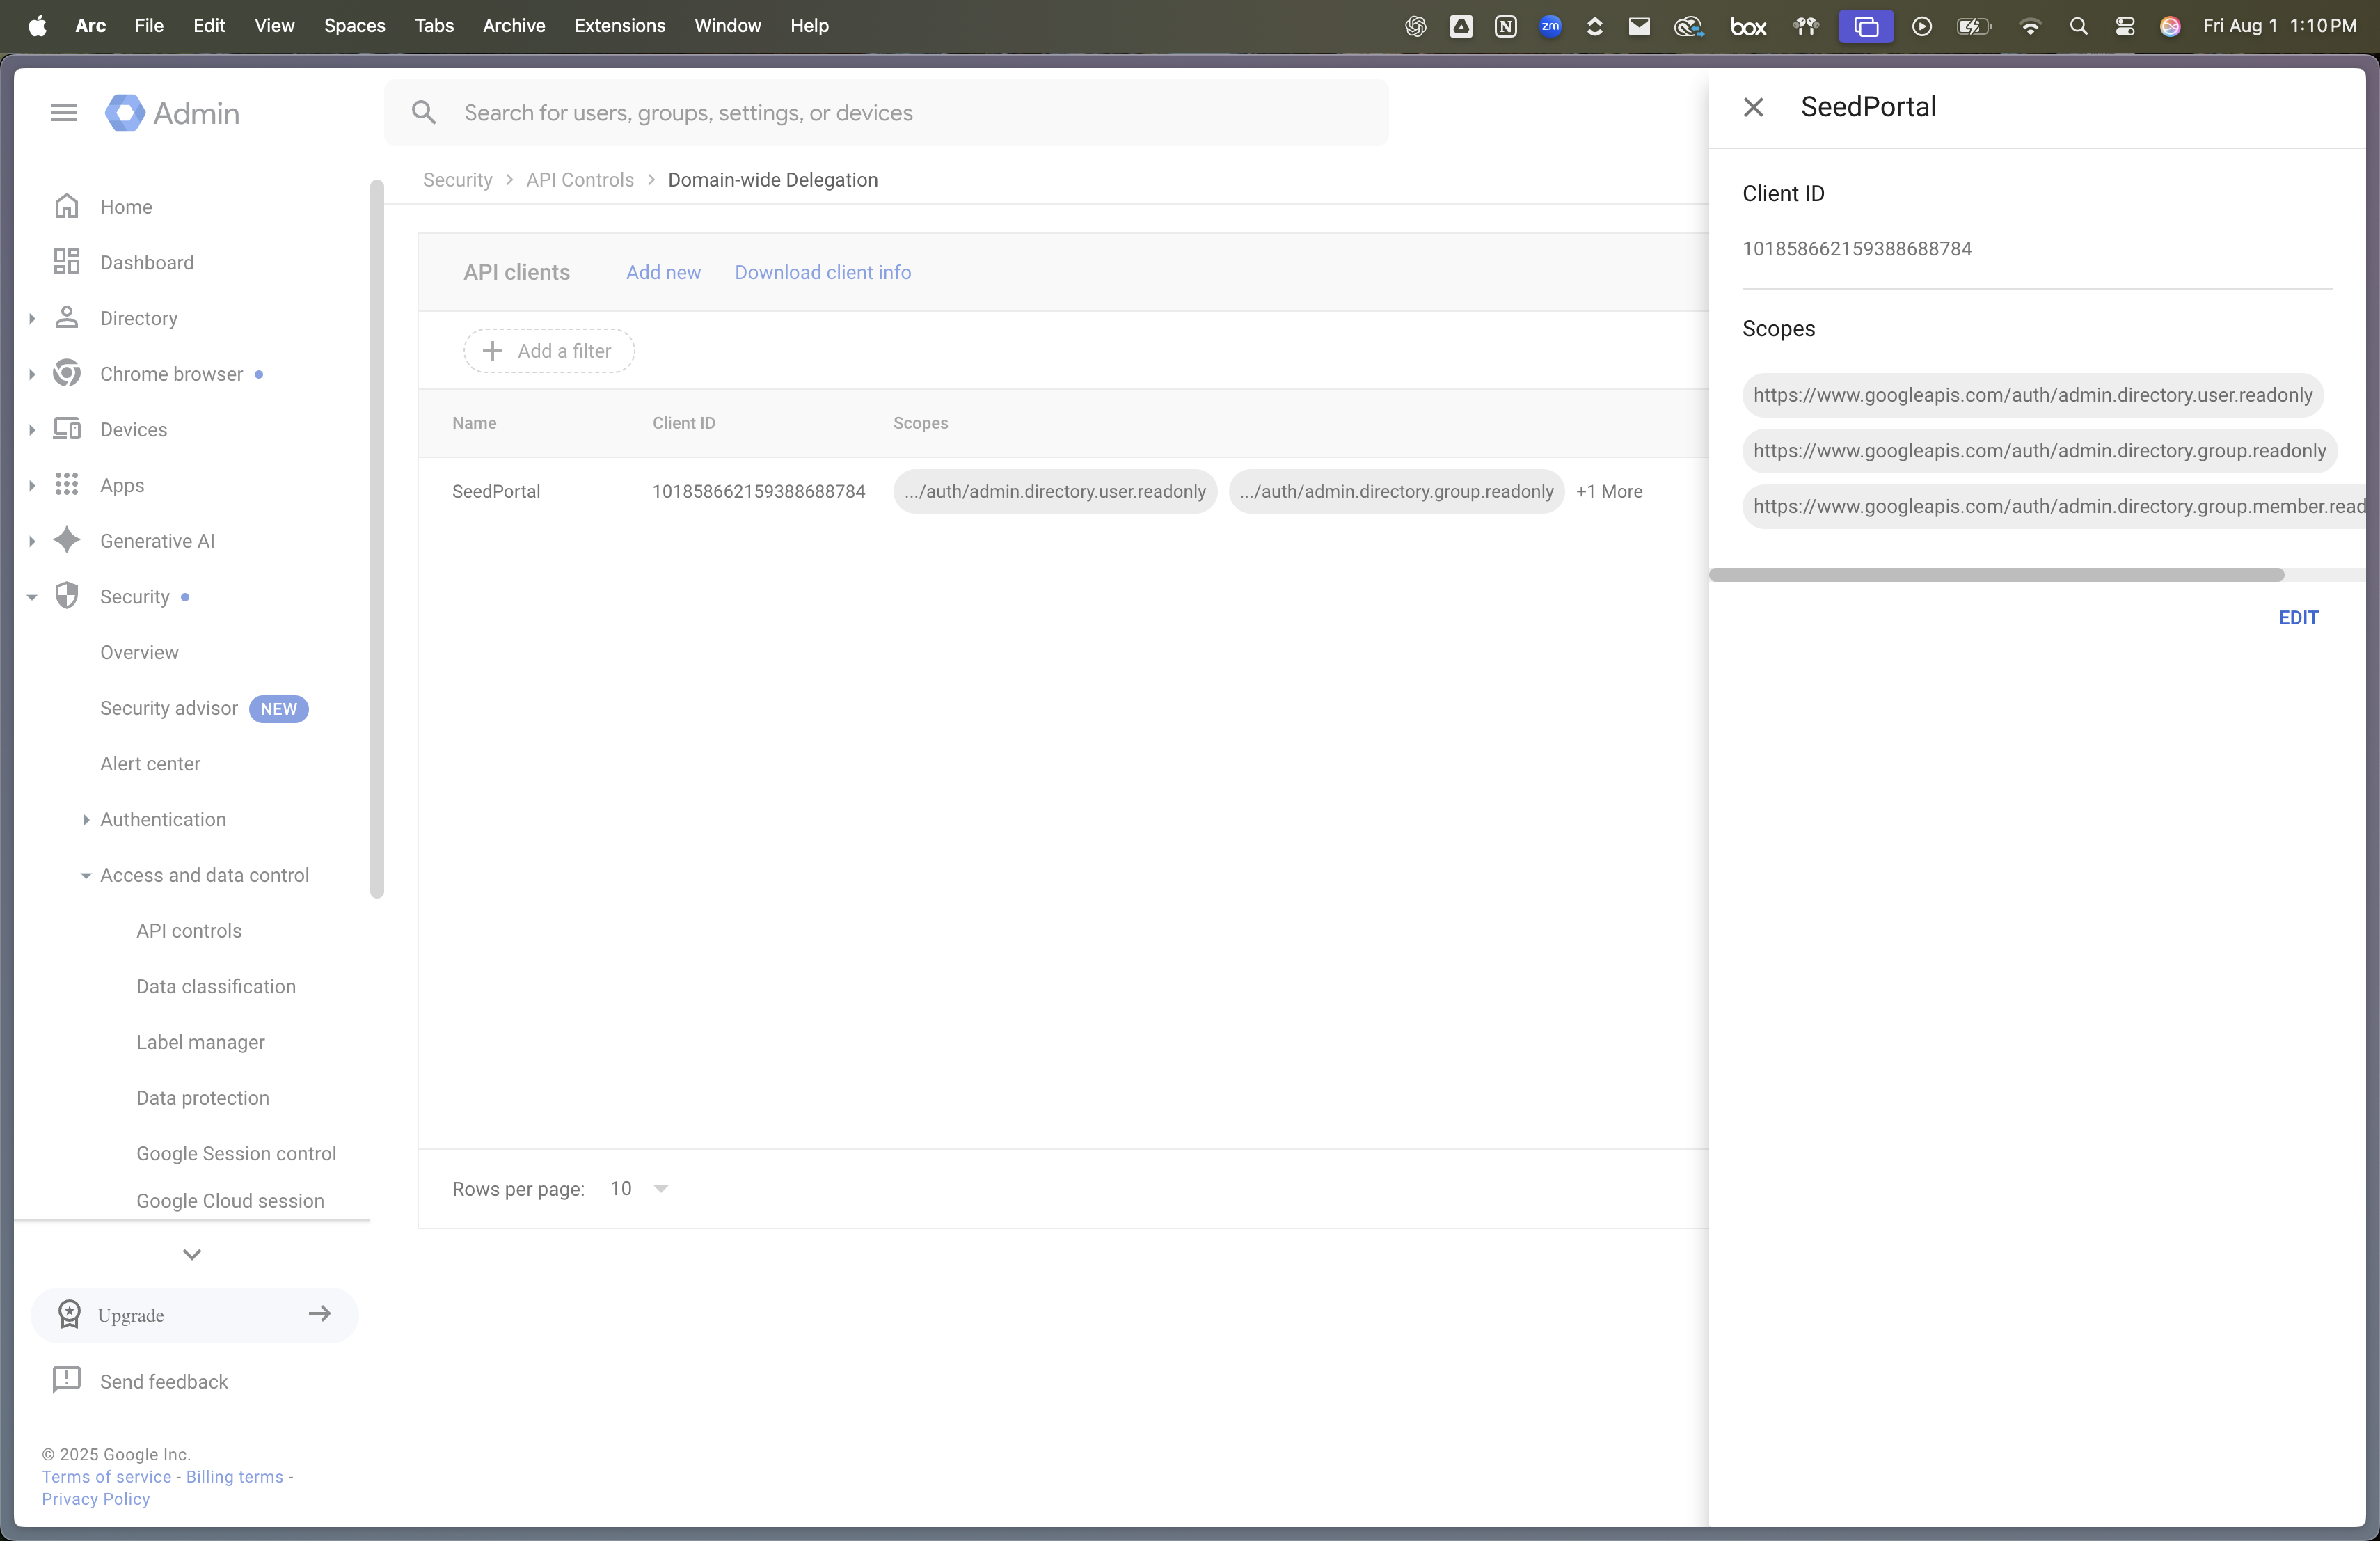 Arc File Edit View Spaces Tabs Archive Extensions Window Help
zm box Fri Aug 1 1:10 PM
Admin
Search for users, groups, settings, or devices
Security > API Controls > Domain-wide Delegation
Home
Dashboard
Directory
Chrome browser
Devices
Apps
Generative AI
Security
Overview
Security advisor NEW
Alert center
Authentication
Access and data control
API controls
Data classification
Label manager
Data protection
Google Session control
Google Cloud session
Upgrade
Send feedback
© 2025 Google Inc.
Terms of service - Billing terms -
Privacy Policy
API clients Add new Download client info
Add a filter
Name Client ID Scopes
SeedPortal 101858662159388688784 .../auth/admin.directory.user.readonly .../auth/admin.directory.group.readonly +1 More
Rows per page: 10
SeedPortal
Client ID
101858662159388688784
Scopes
https://www.googleapis.com/auth/admin.directory.user.readonly
https://www.googleapis.com/auth/admin.directory.group.readonly
https://www.googleapis.com/auth/admin.directory.group.member.read
EDIT